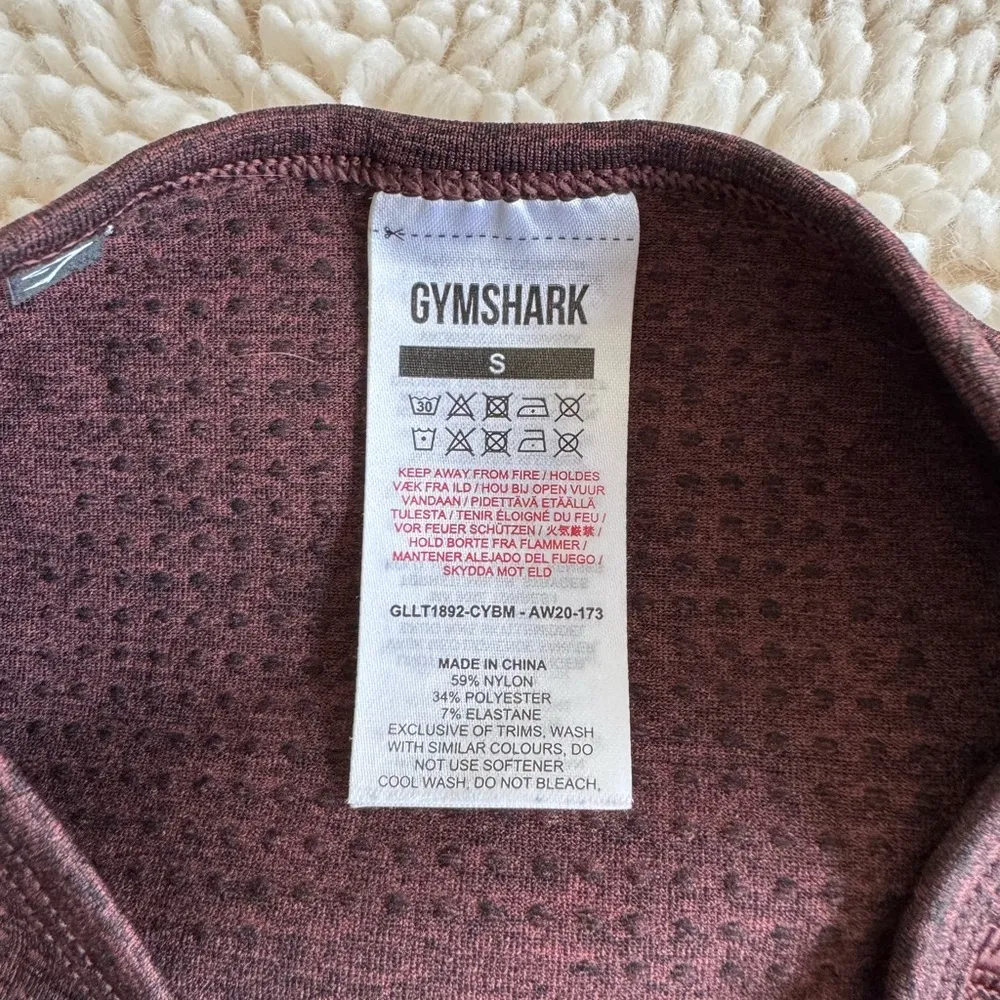 GYMSHARK
S
30
KEEP AWAY FROM FIRE / HOLDES
VÆK FRA ILD / HOU BIJ OPEN VUUR
VANDAAN / PIDETTÄVÄ ETÄÄLLÄ
TULESTA / TENIR ÉLOIGNÉ DU FEU /
VOR FEUER SCHÜTZEN / 火気厳禁 /
HOLD BORTE FRA FLAMMER /
MANTENER ALEJADO DEL FUEGO /
SKYDDA MOT ELD
GLLT1892-CYBM - AW20-173
MADE IN CHINA
59% NYLON
34% POLYESTER
7% ELASTANE
EXCLUSIVE OF TRIMS, WASH
WITH SIMILAR COLOURS, DO
NOT USE SOFTENER
COOL WASH, DO NOT BLEACH,